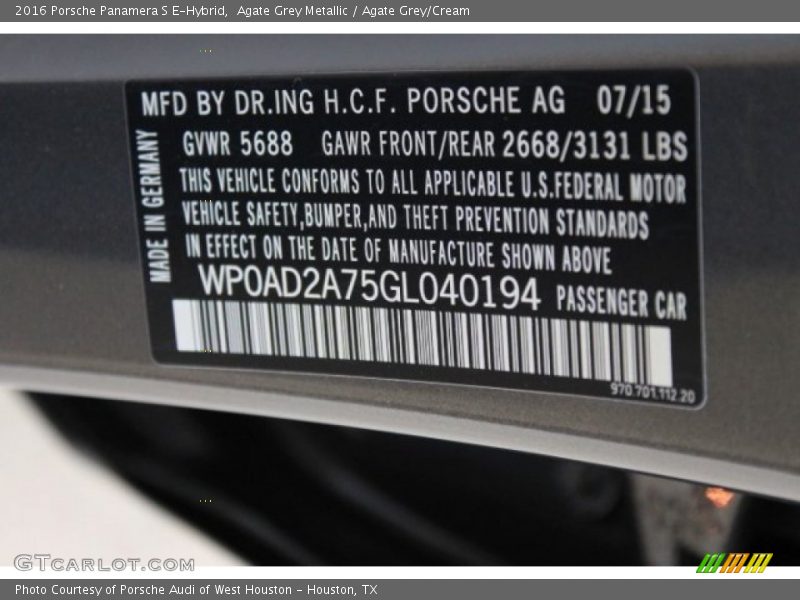 2016 Porsche Panamera S E-Hybrid,  Agate Grey Metallic / Agate Grey/Cream
MFD BY DR.ING H.C.F. PORSCHE AG 07/15
GVWR 5688 GAWR FRONT/REAR 2668/3131 LBS
THIS VEHICLE CONFORMS TO ALL APPLICABLE U.S.FEDERAL MOTOR
VEHICLE SAFETY,BUMPER,AND THEFT PREVENTION STANDARDS
IN EFFECT ON THE DATE OF MANUFACTURE SHOWN ABOVE
MADE IN GERMANY
WP0AD2A75GL040194 PASSENGER CAR
970.701.112.20
GTCARLOT.COM
Photo Courtesy of Porsche Audi of West Houston - Houston, TX